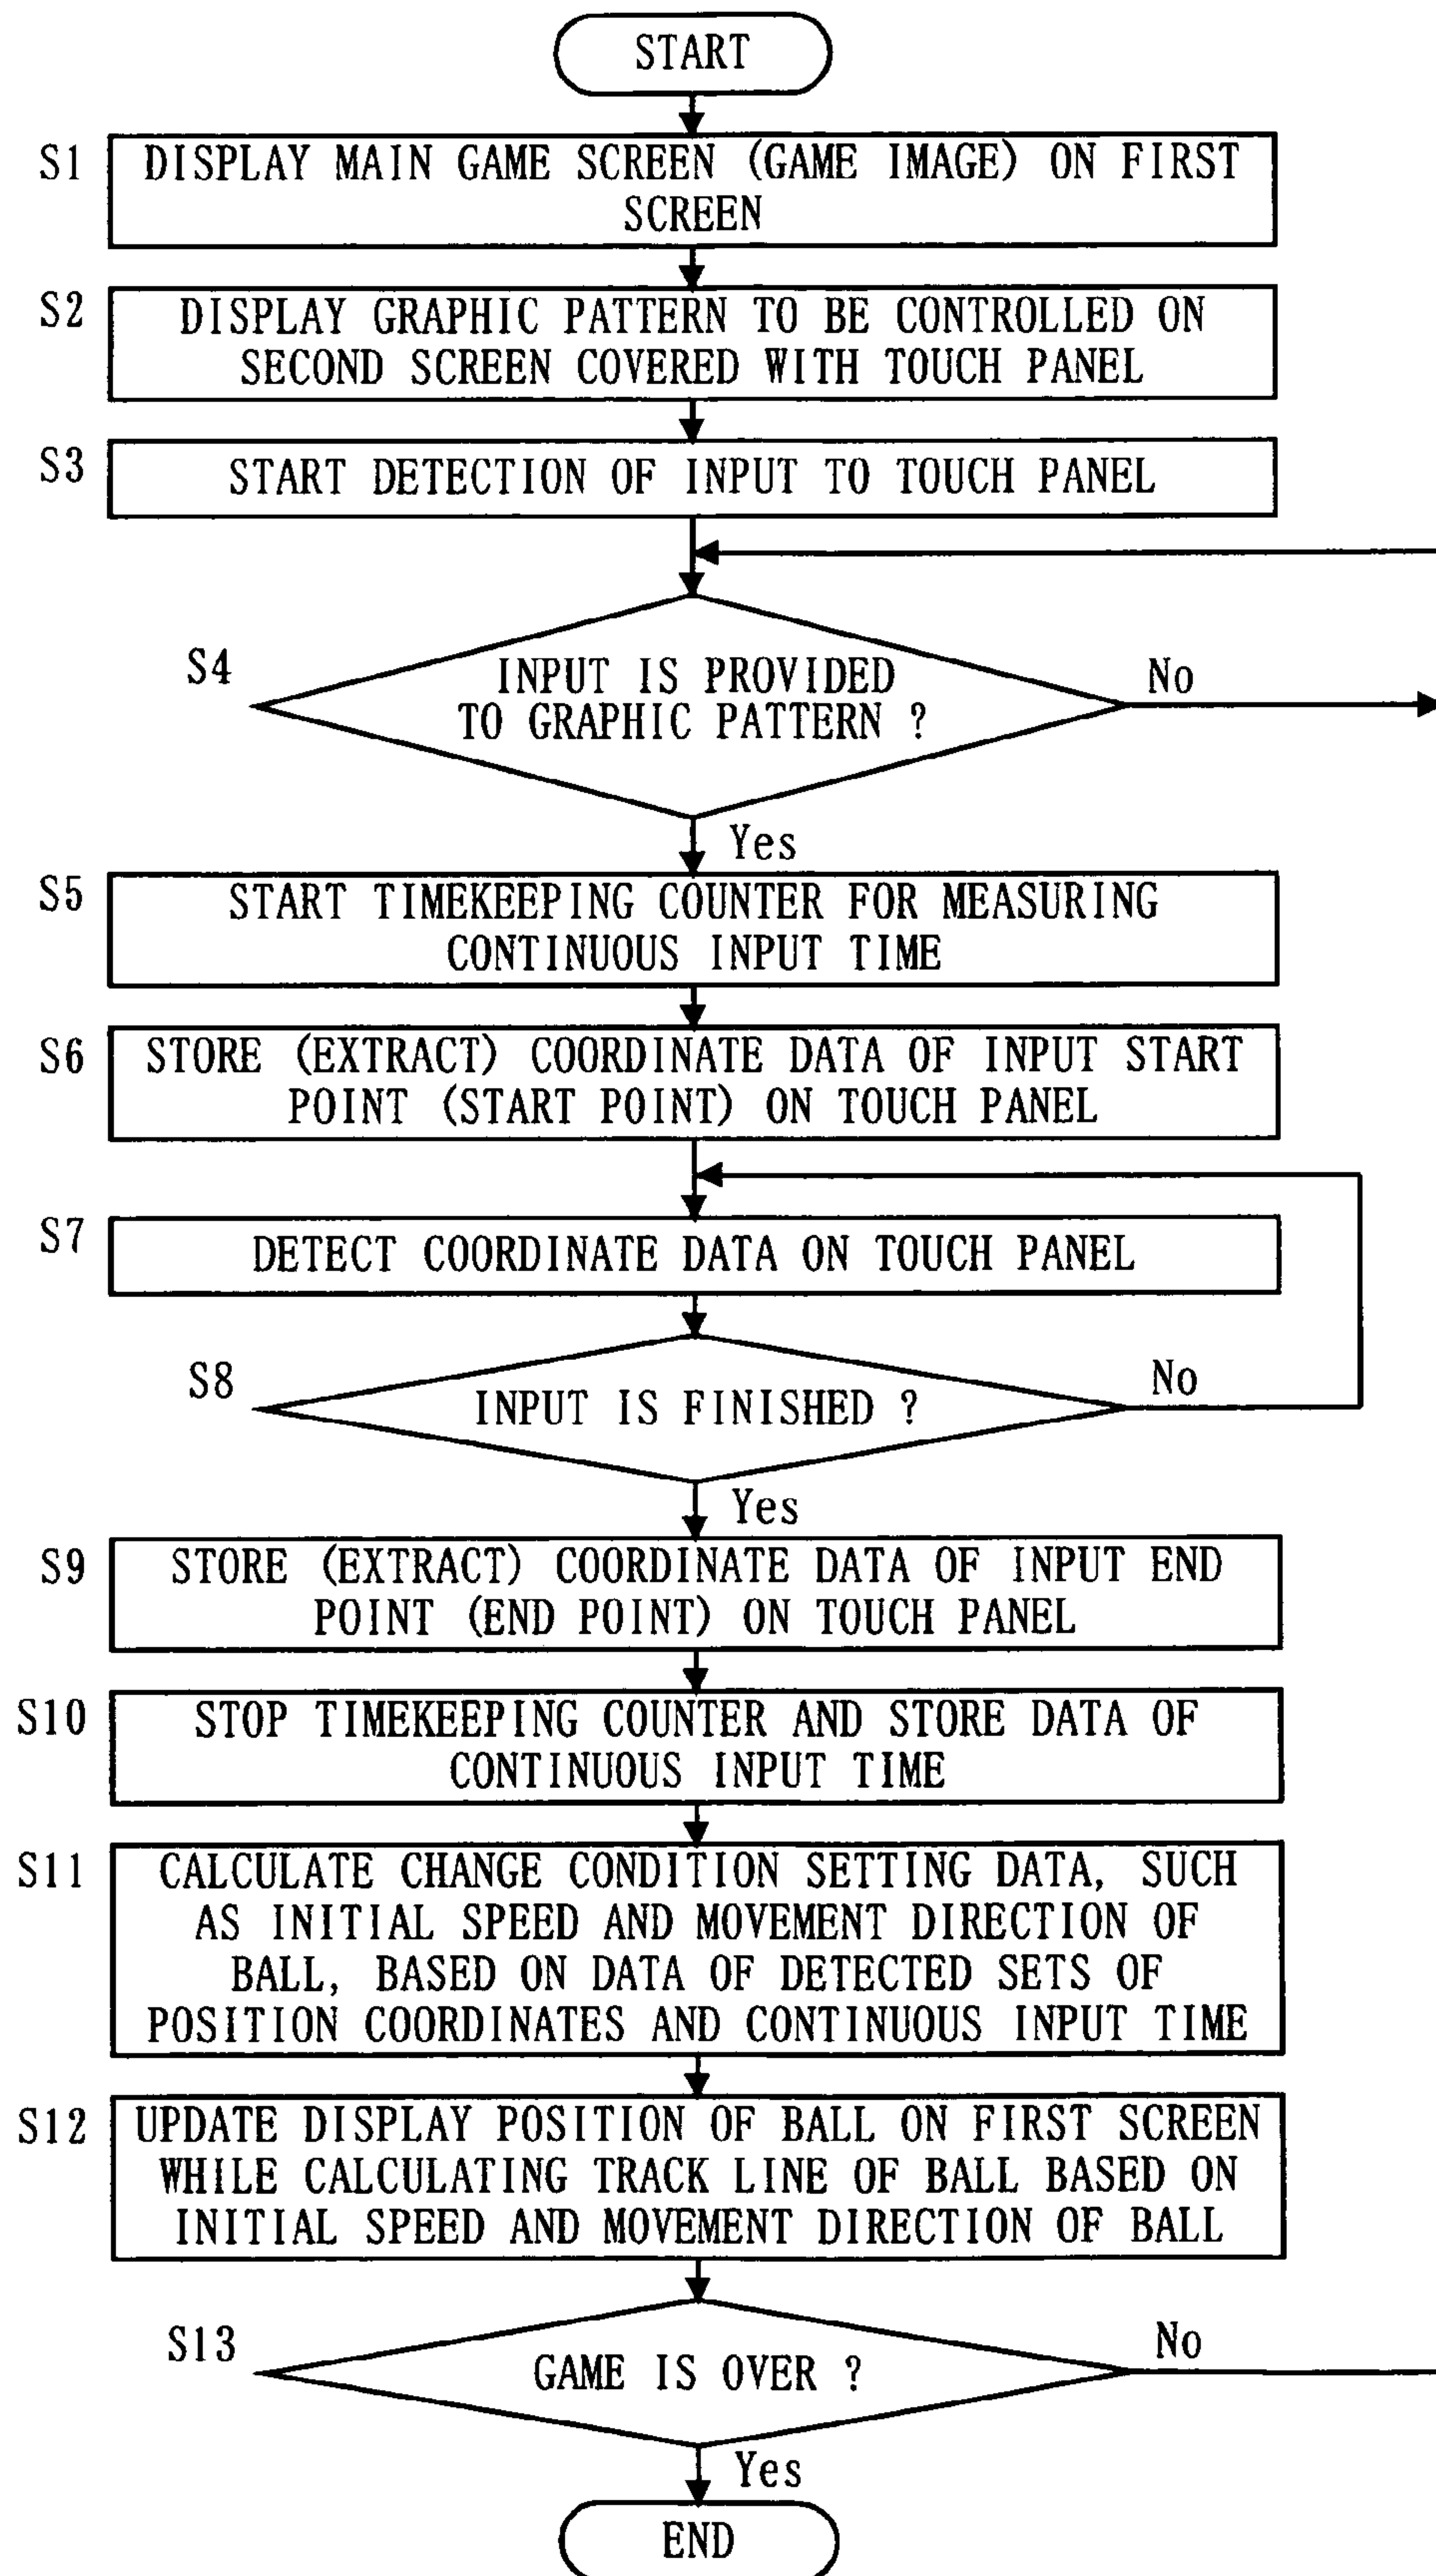 START
S1
DISPLAY MAIN GAME SCREEN (GAME IMAGE) ON FIRST
SCREEN
S2
DISPLAY GRAPHIC PATTERN TO BE CONTROLLED ON
SECOND SCREEN COVERED WITH TOUCH PANEL
S3
START DETECTION OF INPUT TO TOUCH PANEL
S4
INPUT IS PROVIDED
TO GRAPHIC PATTERN ?
No
Yes
S5
START TIMEKEEPING COUNTER FOR MEASURING
CONTINUOUS INPUT TIME
S6
STORE (EXTRACT) COORDINATE DATA OF INPUT START
POINT (START POINT) ON TOUCH PANEL
S7
DETECT COORDINATE DATA ON TOUCH PANEL
S8
INPUT IS FINISHED ?
No
Yes
S9
STORE (EXTRACT) COORDINATE DATA OF INPUT END
POINT (END POINT) ON TOUCH PANEL
S10
STOP TIMEKEEPING COUNTER AND STORE DATA OF
CONTINUOUS INPUT TIME
S11
CALCULATE CHANGE CONDITION SETTING DATA, SUCH
AS INITIAL SPEED AND MOVEMENT DIRECTION OF
BALL, BASED ON DATA OF DETECTED SETS OF
POSITION COORDINATES AND CONTINUOUS INPUT TIME
S12
UPDATE DISPLAY POSITION OF BALL ON FIRST SCREEN
WHILE CALCULATING TRACK LINE OF BALL BASED ON
INITIAL SPEED AND MOVEMENT DIRECTION OF BALL
S13
GAME IS OVER ?
No
Yes
END